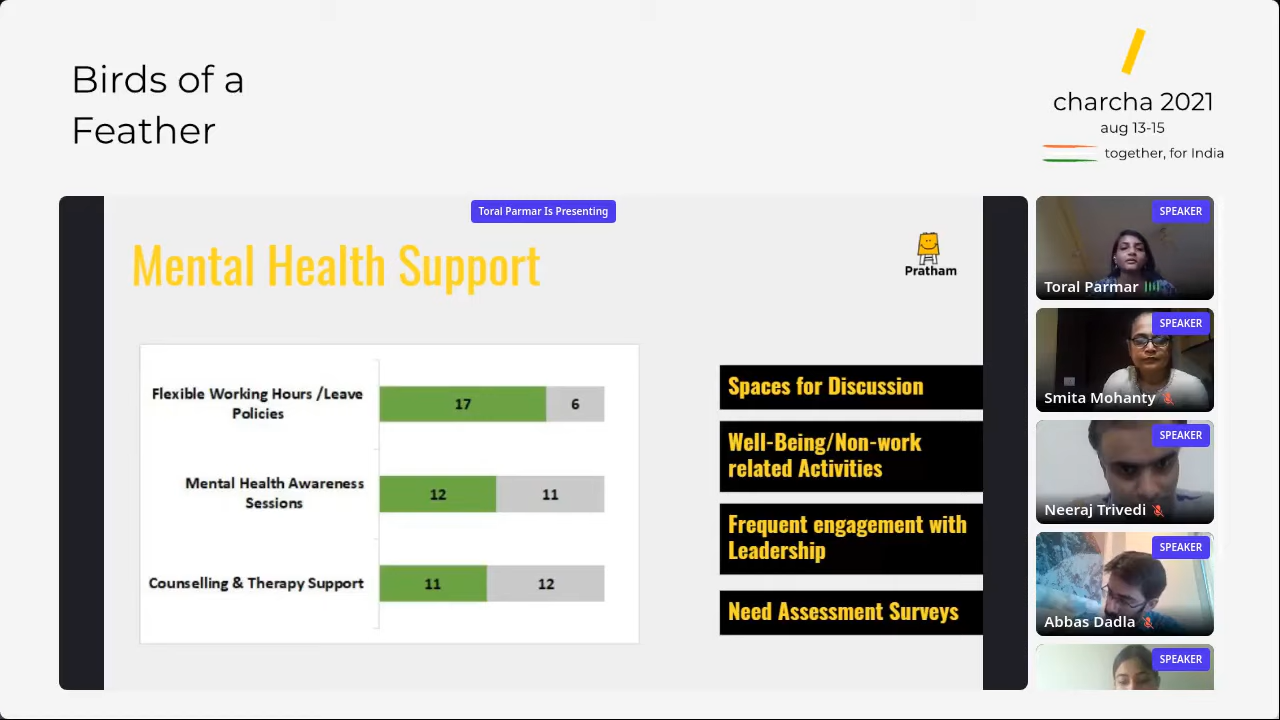 Birds of a
Feather
charcha 2021
aug 13-15
together, for India
Toral Parmar Is Presenting
Mental Health Support
Pratham
Flexible Working Hours /Leave
Policies
17 6
Mental Health Awareness
Sessions
12 11
Counselling & Therapy Support
11 12
Spaces for Discussion
Well-Being/Non-work
related Activities
Frequent engagement with
Leadership
Need Assessment Surveys
SPEAKER
Toral Parmar
SPEAKER
Smita Mohanty
SPEAKER
Neeraj Trivedi
SPEAKER
Abbas Dadla
SPEAKER